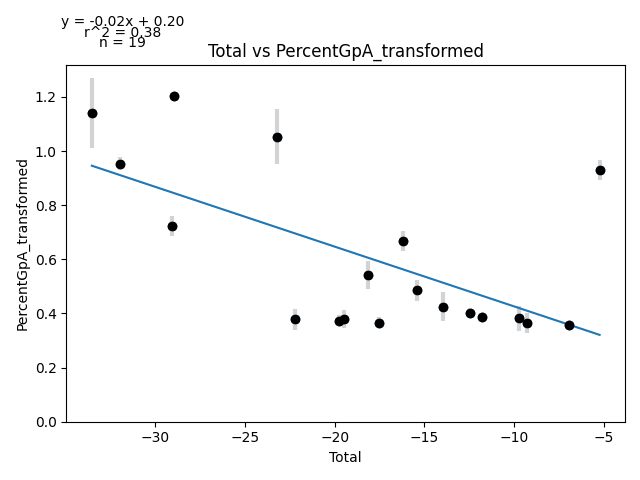 y = -0.02x + 0.20
r^2 = 0.38
n = 19
Total vs PercentGpA_transformed
PercentGpA_transformed
1.2
1.0
0.8
0.6
0.4
0.2
0.0
−30
−25
−20
−15
−10
−5
Total